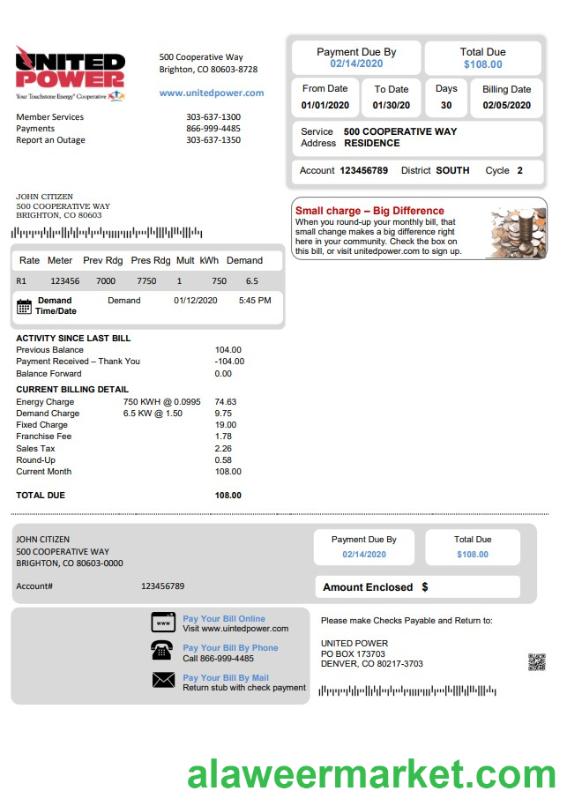 UNITED
POWER
Your Touchstone Energy® Cooperative
500 Cooperative Way
Brighton, CO 80603-8728
www.unitedpower.com
Member Services 303-637-1300
Payments 866-999-4485
Report an Outage 303-637-1350
Payment Due By
02/14/2020
Total Due
$108.00
From Date To Date Days Billing Date
01/01/2020 01/30/20 30 02/05/2020
Service 500 COOPERATIVE WAY
Address RESIDENCE
Account 123456789 District SOUTH Cycle 2
JOHN CITIZEN
500 COOPERATIVE WAY
BRIGHTON, CO 80603
Small charge – Big Difference
When you round-up your monthly bill, that
small change makes a big difference right
here in your community. Check the box on
this bill, or visit unitedpower.com to sign up.
Rate Meter Prev Rdg Pres Rdg Mult kWh Demand
R1 123456 7000 7750 1 750 6.5
Demand Demand 01/12/2020 5:45 PM
Time/Date
ACTIVITY SINCE LAST BILL
Previous Balance 104.00
Payment Received – Thank You -104.00
Balance Forward 0.00
CURRENT BILLING DETAIL
Energy Charge 750 KWH @ 0.0995 74.63
Demand Charge 6.5 KW @ 1.50 9.75
Fixed Charge 19.00
Franchise Fee 1.78
Sales Tax 2.26
Round-Up 0.58
Current Month 108.00
TOTAL DUE 108.00
JOHN CITIZEN
500 COOPERATIVE WAY
BRIGHTON, CO 80603-0000
Account# 123456789
Payment Due By
02/14/2020
Total Due
$108.00
Amount Enclosed $
www
Pay Your Bill Online
Visit www.uintedpower.com
Pay Your Bill By Phone
Call 866-999-4485
Pay Your Bill By Mail
Return stub with check payment
Please make Checks Payable and Return to:
UNITED POWER
PO BOX 173703
DENVER, CO 80217-3703
alaweermarket.com